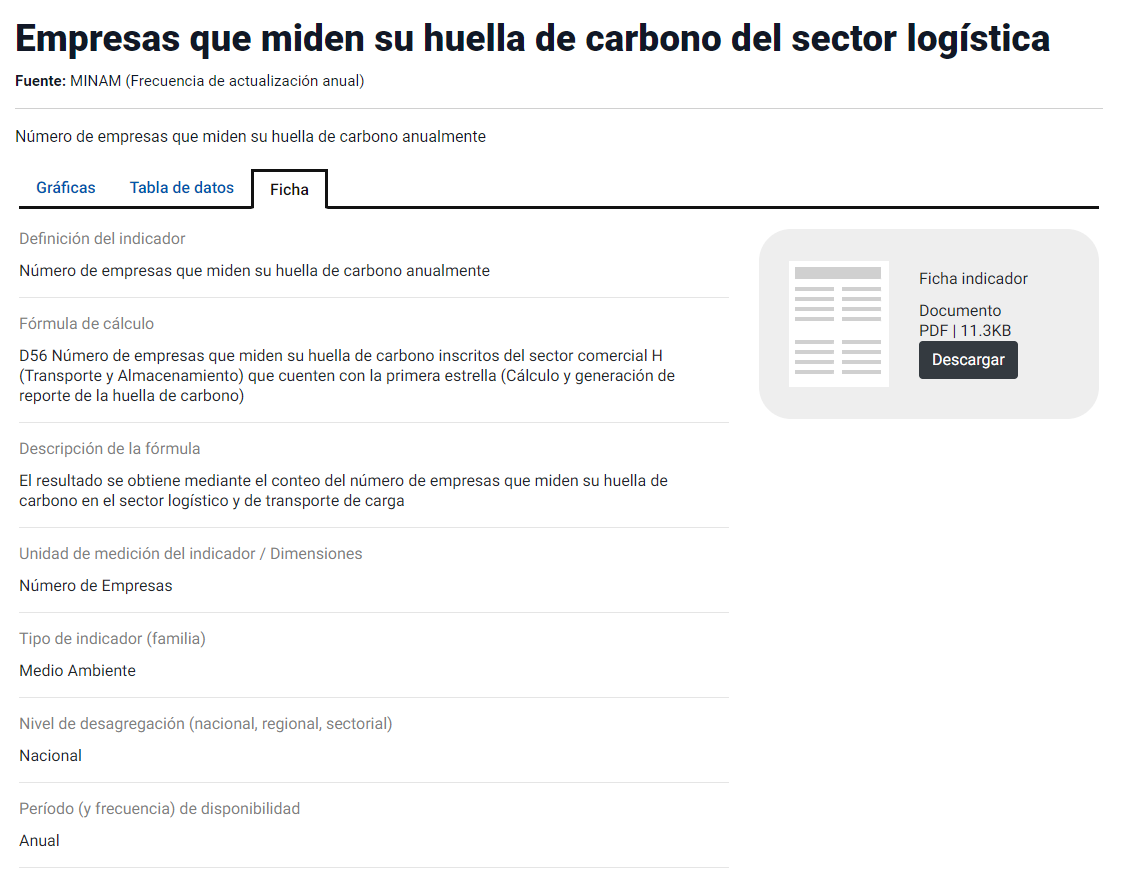 Empresas que miden su huella de carbono del sector logística
Fuente: MINAM (Frecuencia de actualización anual)
Número de empresas que miden su huella de carbono anualmente
Gráficas Tabla de datos Ficha
Definición del indicador
Número de empresas que miden su huella de carbono anualmente
Fórmula de cálculo
D56 Número de empresas que miden su huella de carbono inscritos del sector comercial H
(Transporte y Almacenamiento) que cuenten con la primera estrella (Cálculo y generación de
reporte de la huella de carbono)
Descripción de la fórmula
El resultado se obtiene mediante el conteo del número de empresas que miden su huella de
carbono en el sector logístico y de transporte de carga
Unidad de medición del indicador / Dimensiones
Número de Empresas
Tipo de indicador (familia)
Medio Ambiente
Nivel de desagregación (nacional, regional, sectorial)
Nacional
Período (y frecuencia) de disponibilidad
Anual
Ficha indicador
Documento
PDF | 11.3KB
Descargar